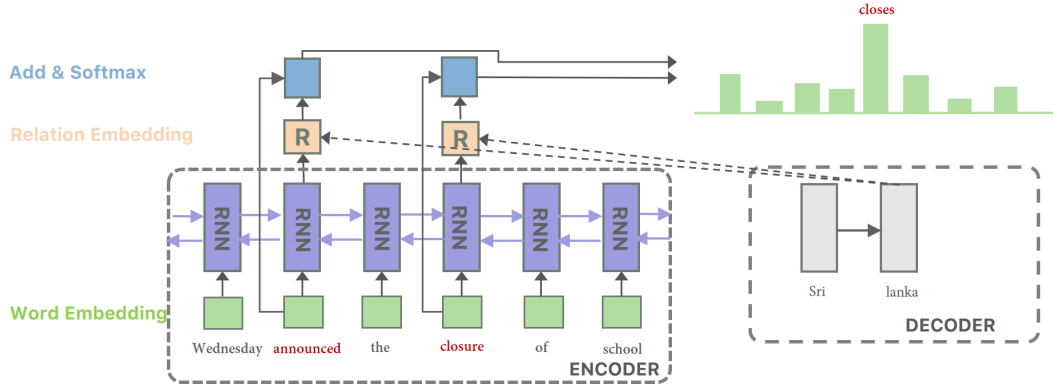 closes
Add & Softmax
Relation Embedding
R
R
RNN
RNN
RNN
RNN
RNN
RNN
Sri
lanka
Word Embedding
DECODER
Wednesday announced the closure of school
ENCODER